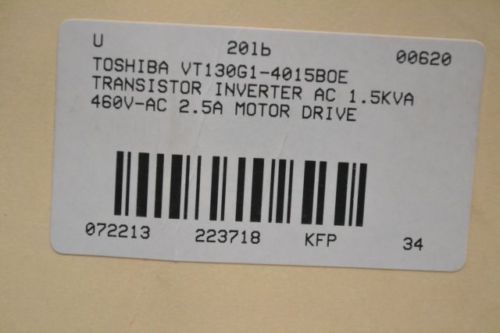 U 201b 00620
TOSHIBA VT130G1-4015BOE
TRANSISTOR INVERTER AC 1.5KVA
460V-AC 2.5A MOTOR DRIVE
072213 223718 KFP 34